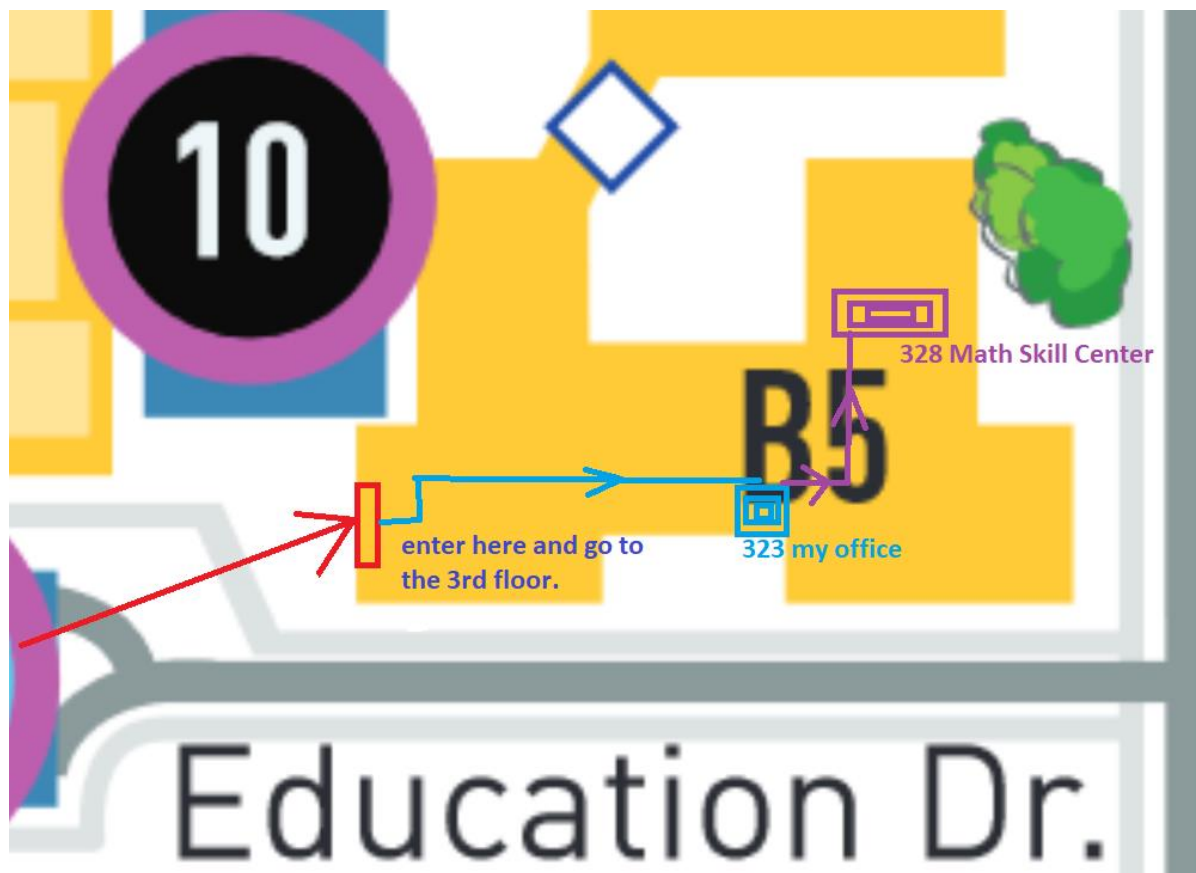 10
328 Math Skill Center
B5
enter here and go to
the 3rd floor.
323 my office
Education Dr.